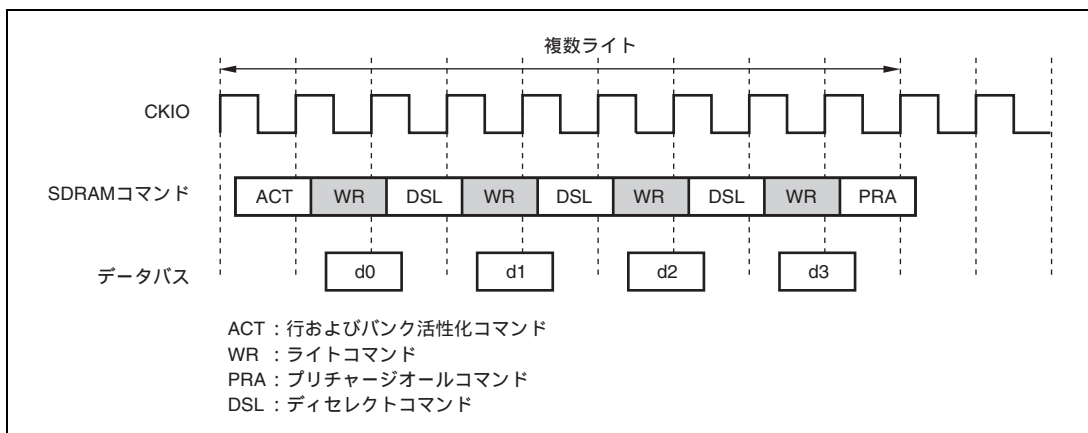 複数ライト
CKIO
SDRAMコマンド
ACT WR DSL WR DSL WR DSL WR PRA
データバス
d0 d1 d2 d3
ACT : 行およびバンク活性化コマンド
WR : ライトコマンド
PRA : プリチャージオールコマンド
DSL : ディセレクトコマンド